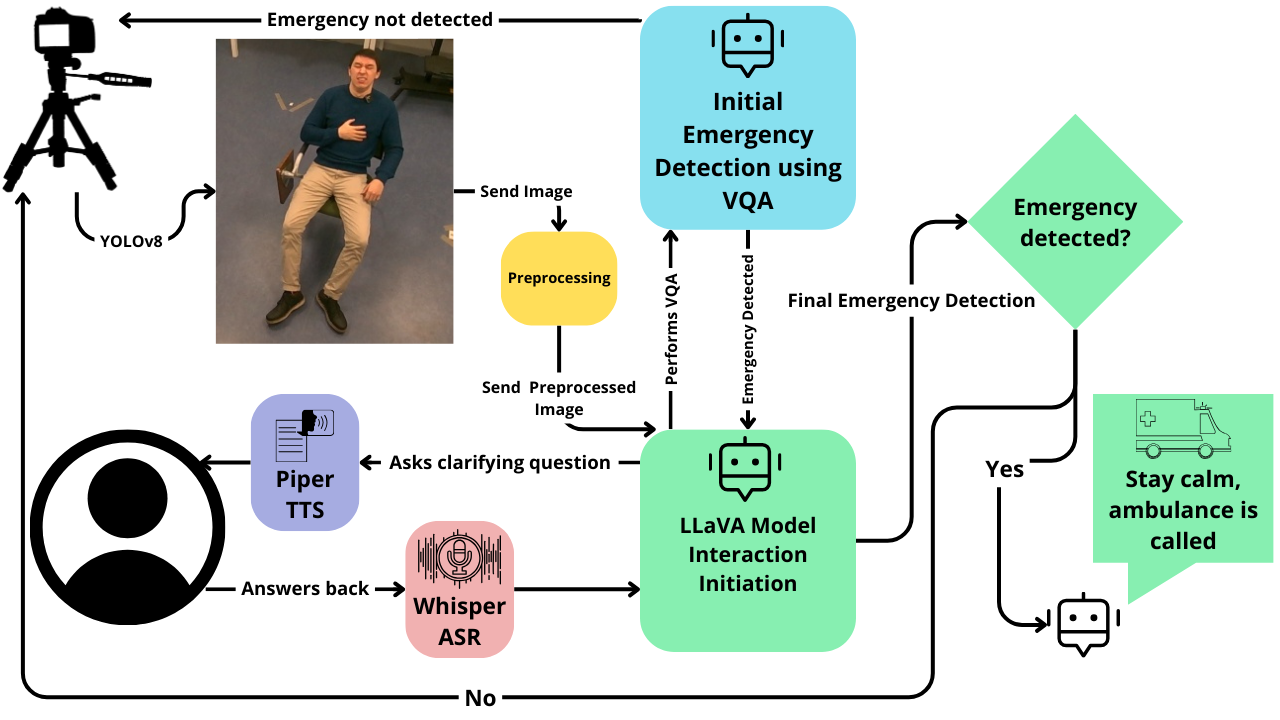 Emergency not detected
Initial
Emergency
Detection using
VQA
YOLOv8
Send Image
Preprocessing
Send Preprocessed
Image
Performs VQA
Emergency Detected
Final Emergency Detection
Emergency
detected?
Piper
TTS
Asks clarifying question
Answers back
Whisper
ASR
LLaVA Model
Interaction
Initiation
Yes
Stay calm,
ambulance is
called
No